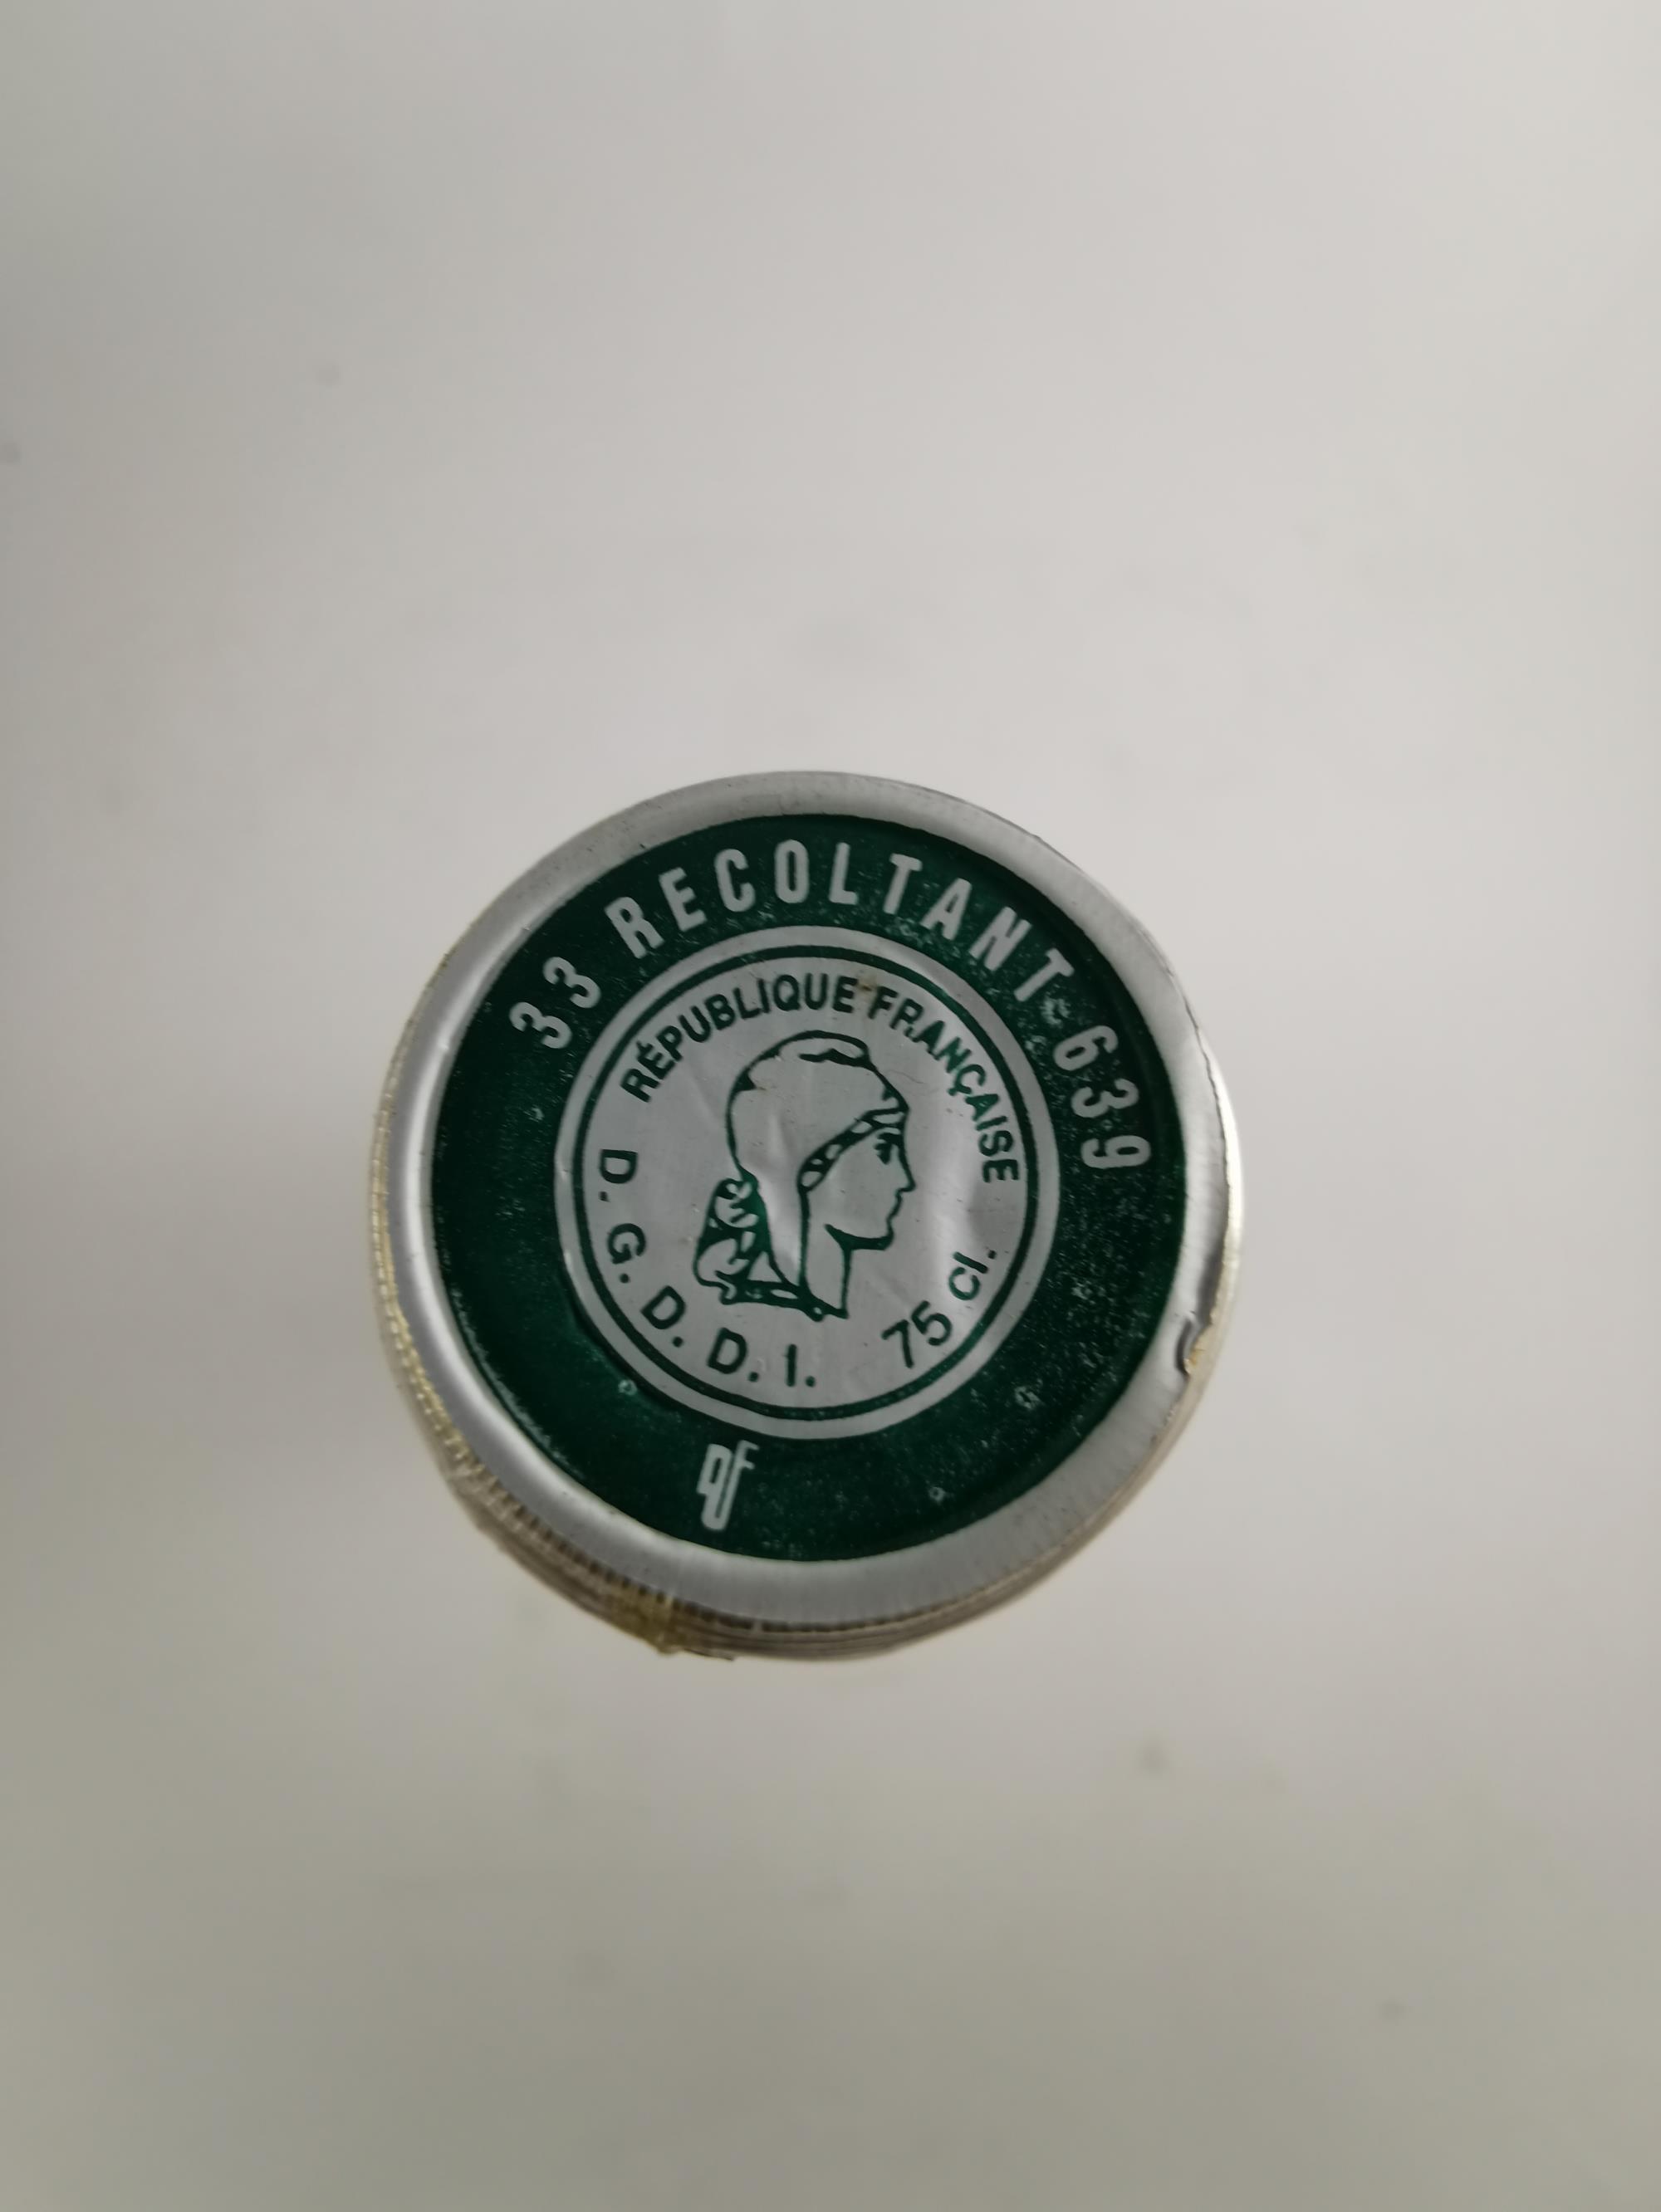 33 RECOLTANT 639
RÉPUBLIQUE FRANÇAISE
D. G. D. D. I. 75 cl.